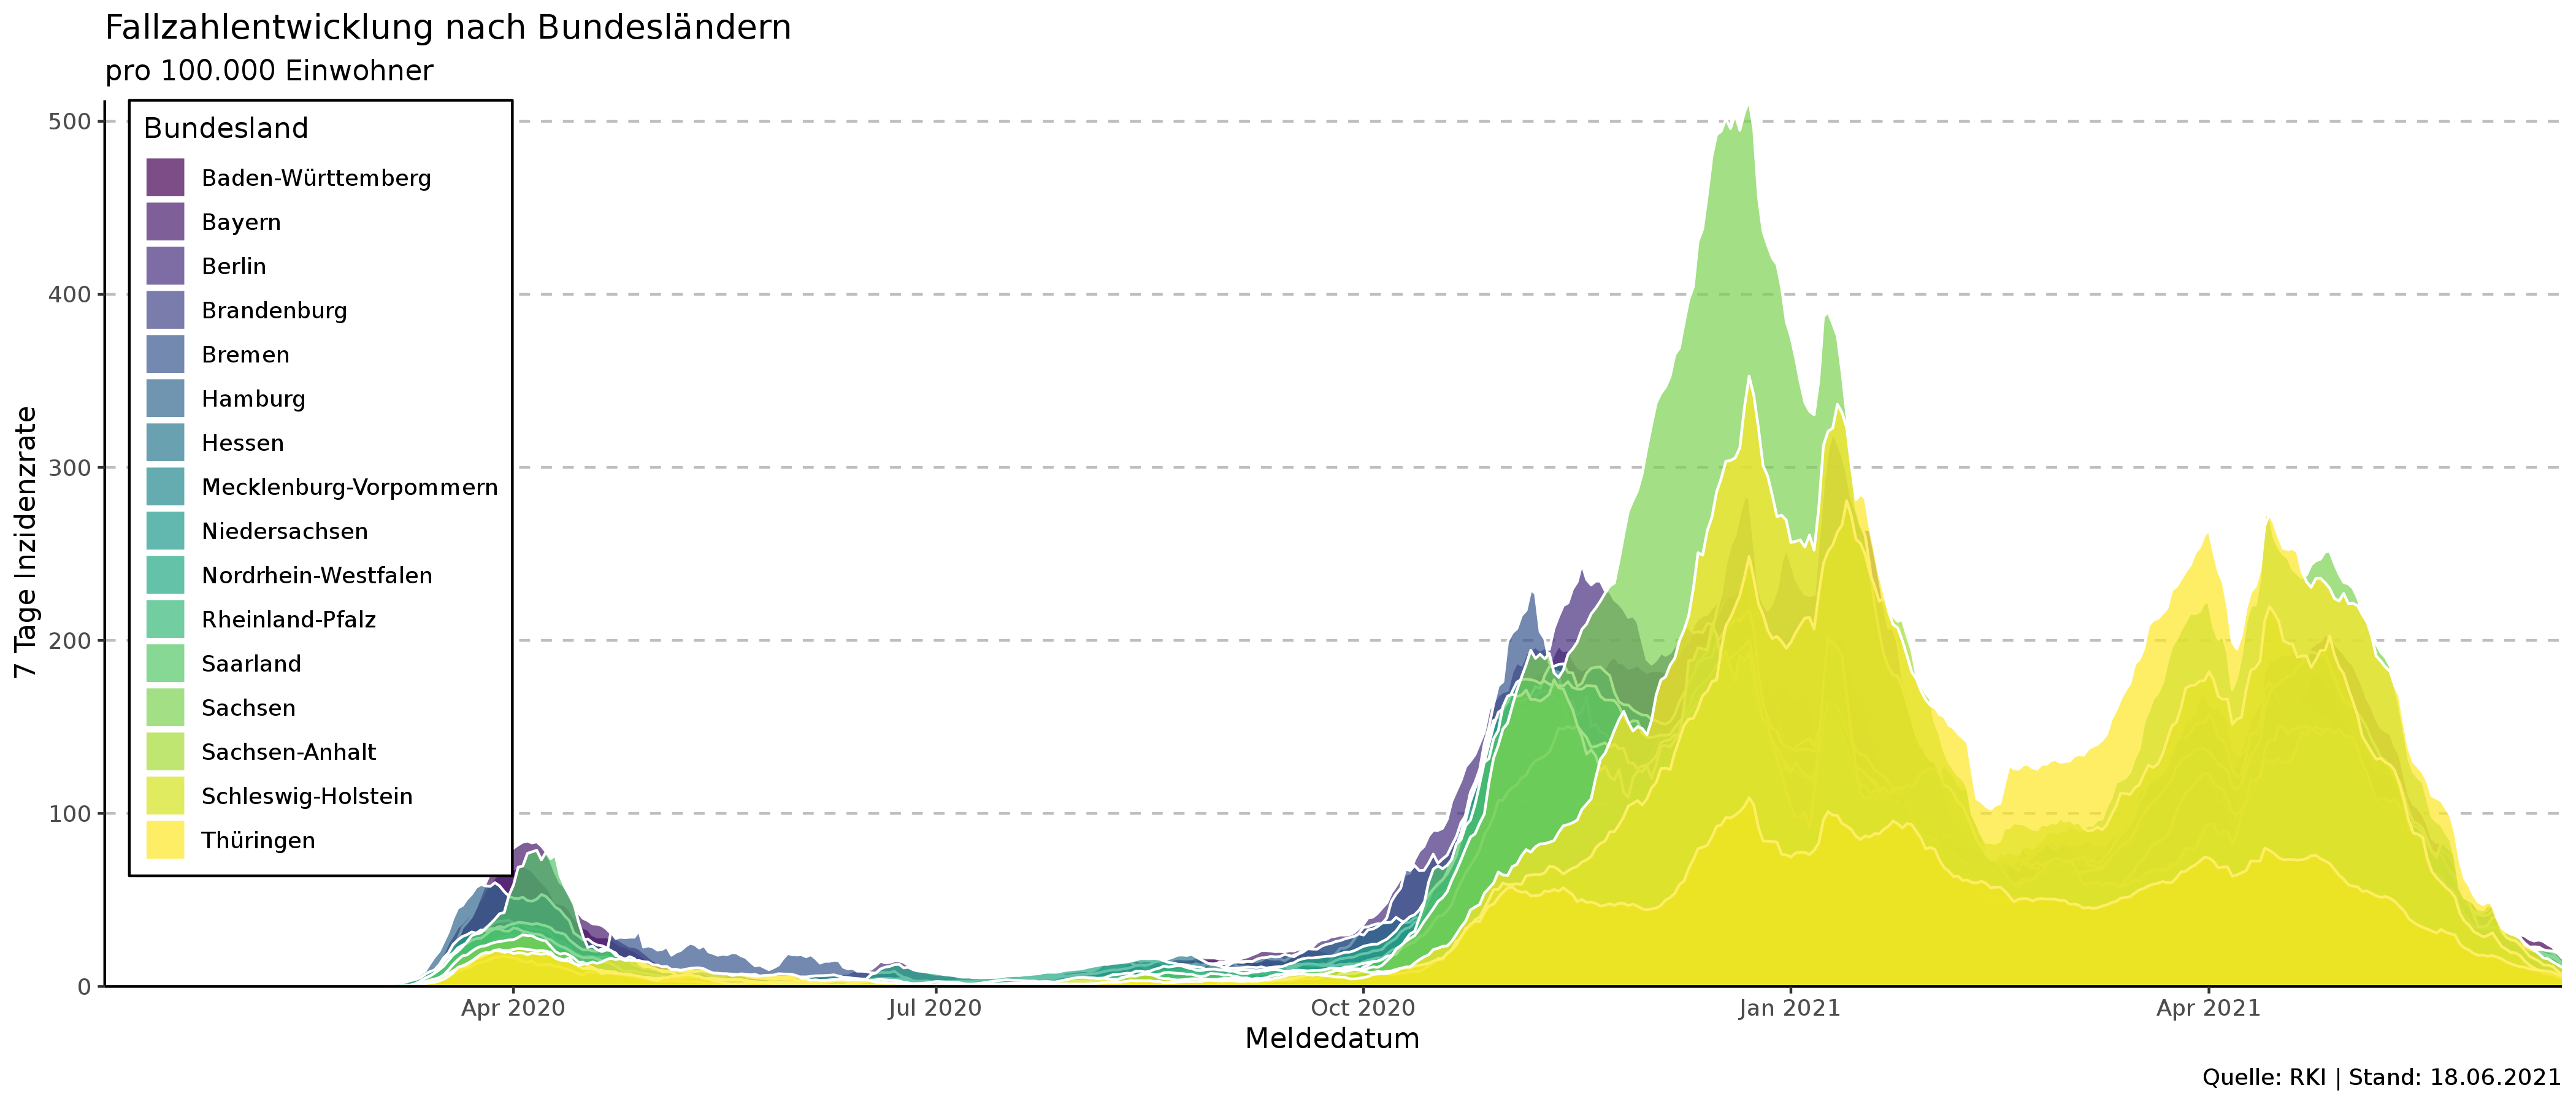 Fallzahlentwicklung nach Bundesländern
pro 100.000 Einwohner
Bundesland
Baden-Württemberg
Bayern
Berlin
Brandenburg
Bremen
Hamburg
Hessen
Mecklenburg-Vorpommern
Niedersachsen
Nordrhein-Westfalen
Rheinland-Pfalz
Saarland
Sachsen
Sachsen-Anhalt
Schleswig-Holstein
Thüringen
7 Tage Inzidenzrate
500
400
300
200
100
0
Apr 2020 Jul 2020 Oct 2020 Jan 2021 Apr 2021
Meldedatum
Quelle: RKI | Stand: 18.06.2021